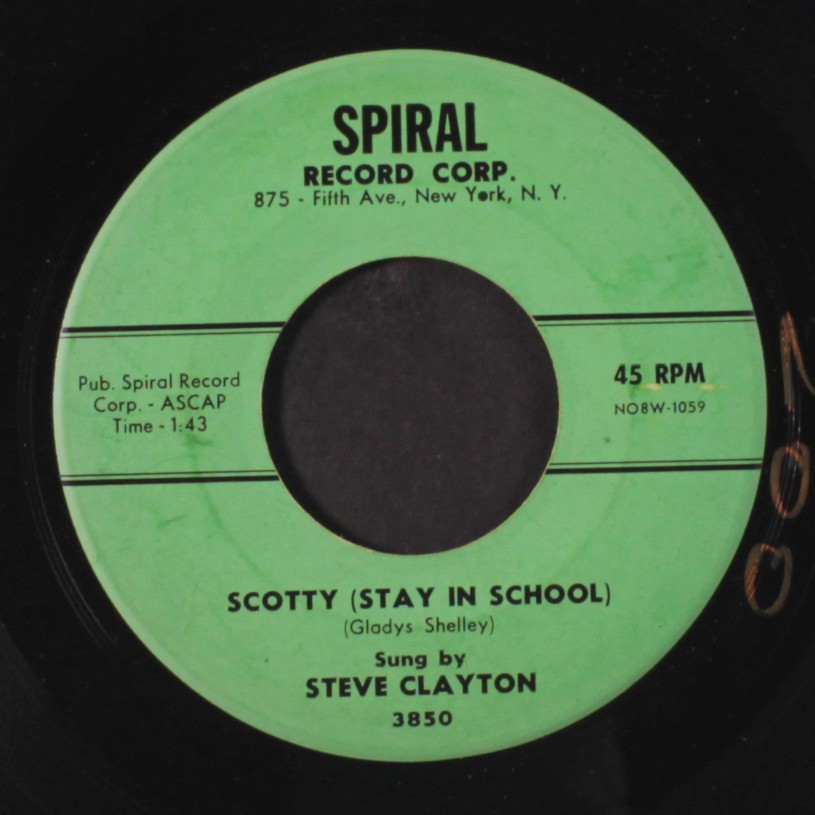 SPIRAL
RECORD CORP.
875 - Fifth Ave., New York, N. Y.
Pub. Spiral Record
Corp. - ASCAP
Time - 1:43
45 RPM
NO8W-1059
SCOTTY (STAY IN SCHOOL)
(Gladys Shelley)
Sung by
STEVE CLAYTON
3850